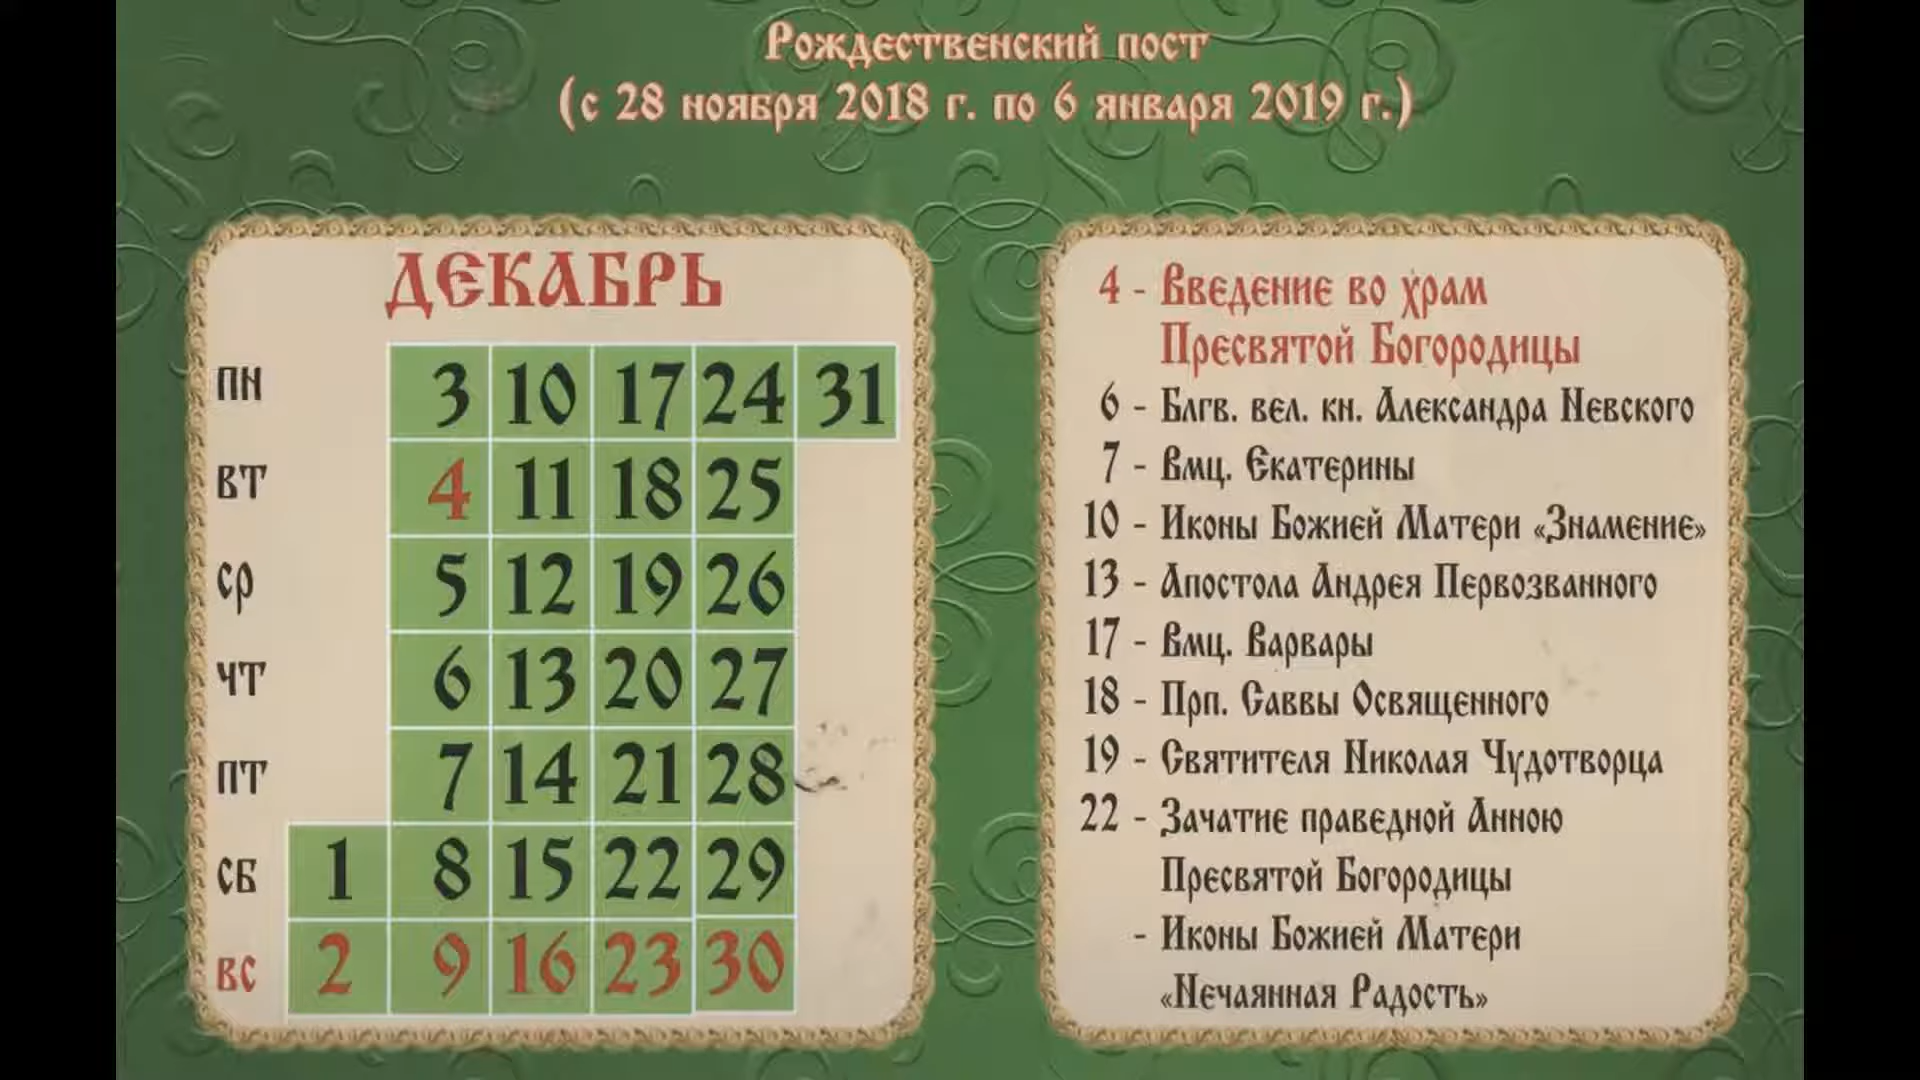 Рождественский пост
(с 28 ноября 2018 г. по 6 января 2019 г.)
ДЕКАБРЬ
пн 3 10 17 24 31
вт 4 11 18 25
ср 5 12 19 26
чт 6 13 20 27
пт 7 14 21 28
сб 1 8 15 22 29
вс 2 9 16 23 30
4 - Введение во храм
Пресвятой Богородицы
6 - Блгв. вел. кн. Александра Невского
7 - Вмц. Екатерины
10 - Иконы Божией Матери «Знамение»
13 - Апостола Андрея Первозванного
17 - Вмц. Варвары
18 - Прп. Саввы Освященного
19 - Святителя Николая Чудотворца
22 - Зачатие праведной Анною
Пресвятой Богородицы
- Иконы Божией Матери
«Нечаянная Радость»